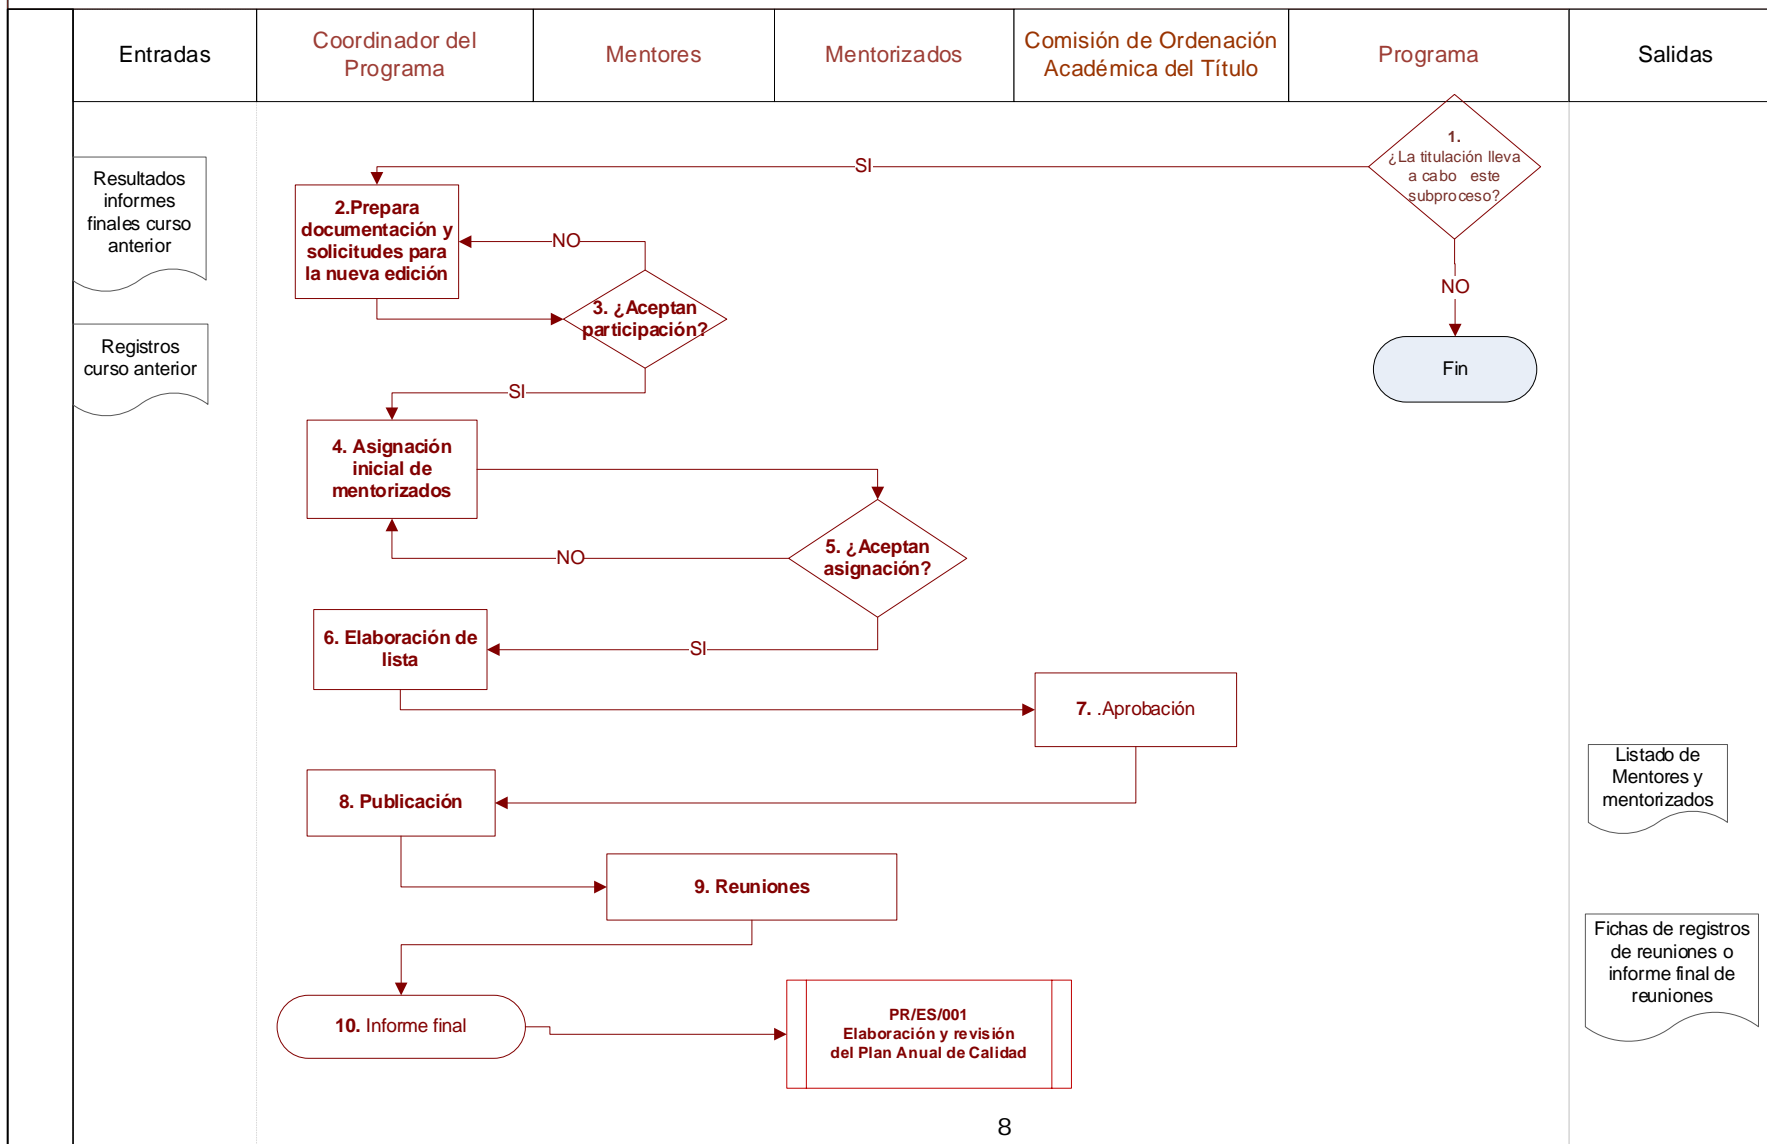 Entradas
Coordinador del
Programa
Mentores
Mentorizados
Comisión de Ordenación
Académica del Título
Programa
Salidas
1.
¿La titulación lleva
a cabo este
subproceso?
SI
NO
Fin
Resultados
informes
finales curso
anterior
Registros
curso anterior
2.Prepara
documentación y
solicitudes para
la nueva edición
NO
3. ¿Aceptan
participación?
SI
4. Asignación
inicial de
mentorizados
5. ¿Aceptan
asignación?
NO
SI
6. Elaboración de
lista
7. .Aprobación
8. Publicación
Listado de
Mentores y
mentorizados
9. Reuniones
Fichas de registros
de reuniones o
informe final de
reuniones
10. Informe final
PR/ES/001
Elaboración y revisión
del Plan Anual de Calidad
8